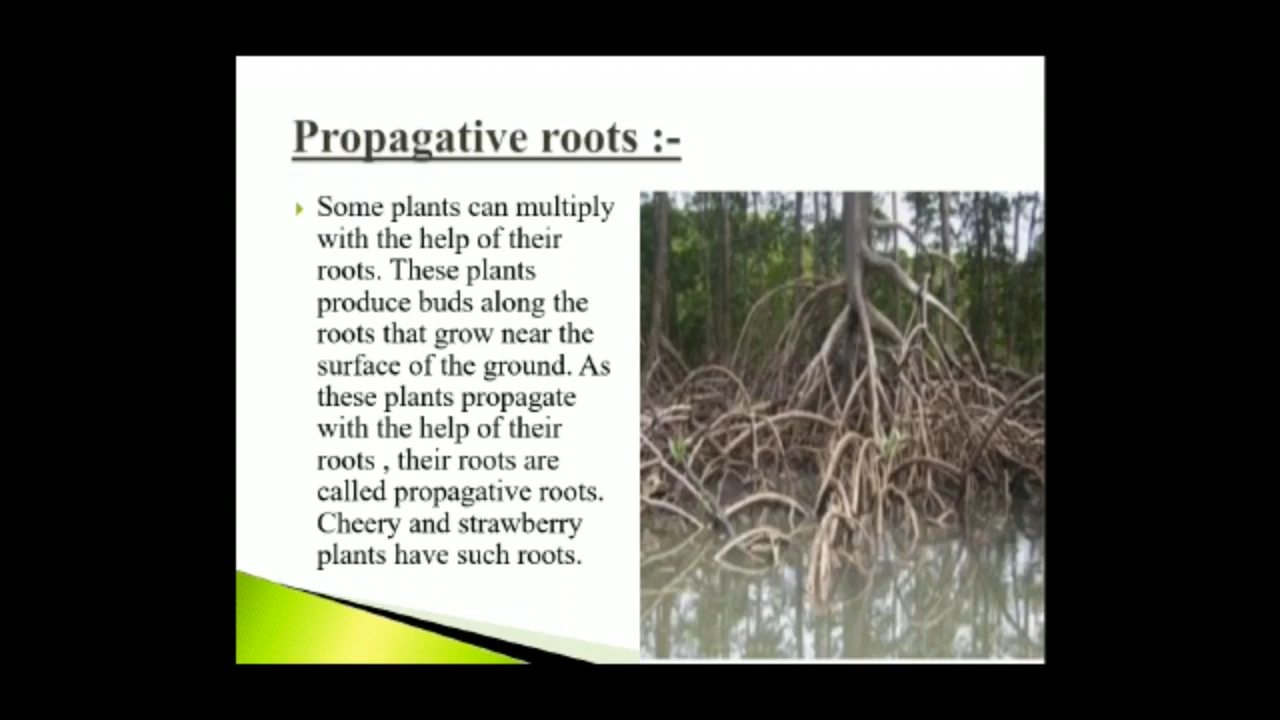 Propagative roots :-
Some plants can multiply
with the help of their
roots. These plants
produce buds along the
roots that grow near the
surface of the ground. As
these plants propagate
with the help of their
roots , their roots are
called propagative roots.
Cheery and strawberry
plants have such roots.